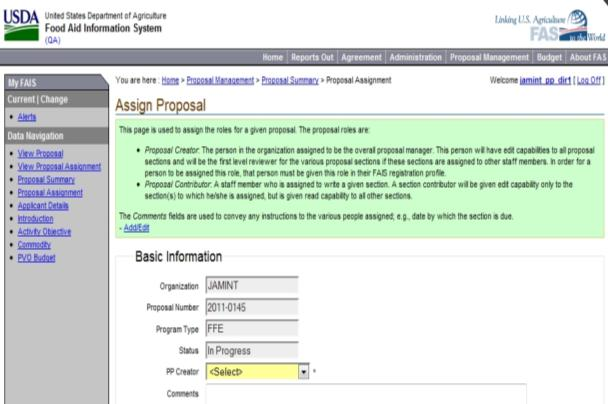 USDA United States Department of Agriculture
Food Aid Information System
(QA)
Linking U.S. Agriculture
FAS to the World
Home Reports Out Agreement Administration Proposal Management Budget About FAS
My FAIS
Current | Change
• Alerts
Data Navigation
• View Proposal
• View Proposal Assignment
• Proposal Summary
• Proposal Assignment
• Applicant Details
• Introduction
• Activity Objective
• Commodity
• PVO Budget
You are here : Home > Proposal Management > Proposal Summary > Proposal Assignment
Welcome jamint_pp_dir1 [ Log Off ]
Assign Proposal
This page is used to assign the roles for a given proposal. The proposal roles are:
• Proposal Creator: The person in the organization assigned to be the overall proposal manager. This person will have edit capabilities to all proposal
sections and will be the first level reviewer for the various proposal sections if these sections are assigned to other staff members. In order for a
person to be assigned this role, that person must be given this role in their FAIS registration profile.
• Proposal Contributor: A staff member who is assigned to write a given section. A section contributor will be given edit capability only to the
section(s) to which he/she is assigned, but is given read capability to all other sections.
The Comments fields are used to convey any instructions to the various people assigned; e.g., date by which the section is due.
- Add/Edit
Basic Information
Organization JAMINT
Proposal Number 2011-0145
Program Type FFE
Status In Progress
PP Creator <Select> *
Comments